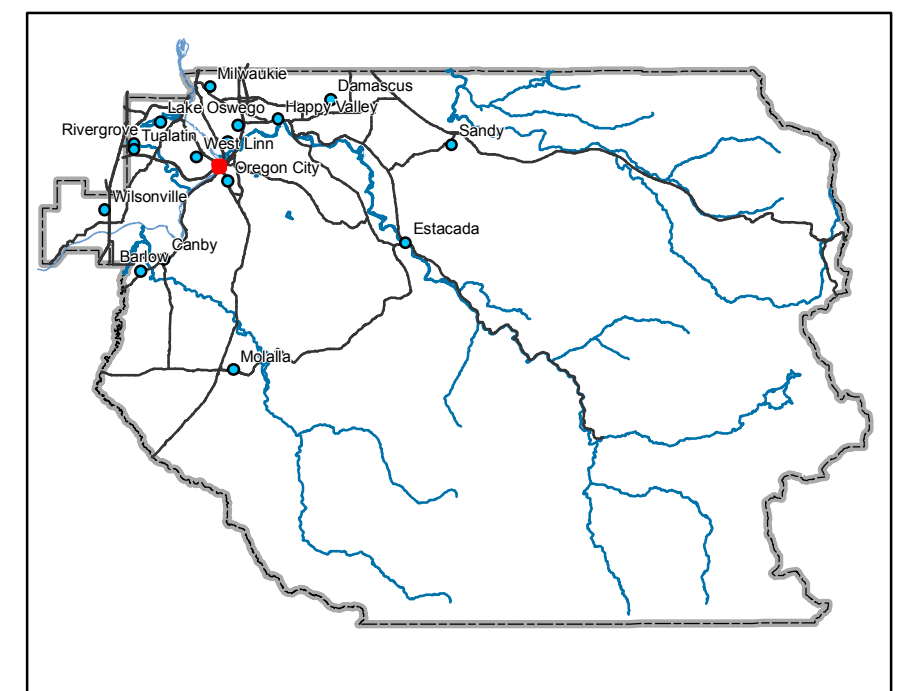 Milwaukie
Damascus
Lake Oswego
Happy Valley
Rivergrove
Tualatin
Sandy
West Linn
Oregon City
Wilsonville
Estacada
Canby
Barlow
Molalla